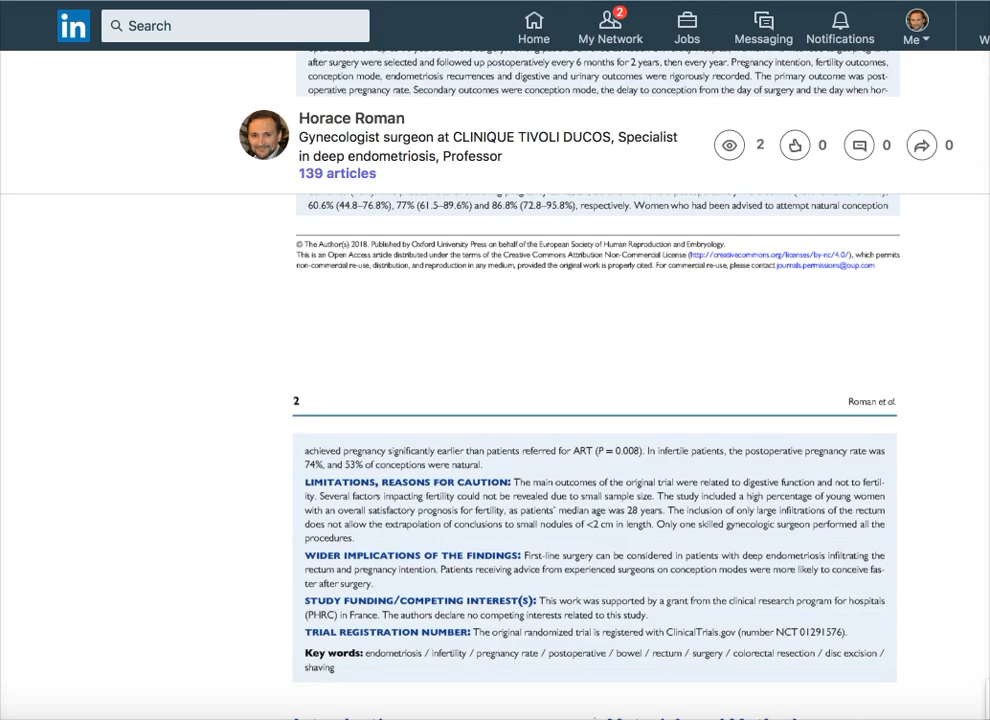 in
Search
2
Home
My Network
Jobs
Messaging
Notifications
Me
W
after surgery were selected and followed up postoperatively every 6 months for 2 years, then every year. Pregnancy intention, fertility outcomes,
conception mode, endometriosis recurrences and digestive and urinary outcomes were rigorously recorded. The primary outcome was post-
operative pregnancy rate. Secondary outcomes were conception mode, the delay to conception from the day of surgery and the day when hor-
Horace Roman
Gynecologist surgeon at CLINIQUE TIVOLI DUCOS, Specialist
in deep endometriosis, Professor
139 articles
2
0
0
0
60.6% (44.8–76.8%), 77% (61.5–89.6%) and 86.8% (72.8–95.8%), respectively. Women who had been advised to attempt natural conception
© The Author(s) 2018. Published by Oxford University Press on behalf of the European Society of Human Reproduction and Embryology.
This is an Open Access article distributed under the terms of the Creative Commons Attribution Non-Commercial License (http://creativecommons.org/licenses/by-nc/4.0/), which permits
non-commercial re-use, distribution, and reproduction in any medium, provided the original work is properly cited. For commercial re-use, please contact journals.permissions@oup.com
2
Roman et al.
achieved pregnancy significantly earlier than patients referred for ART (P = 0.008). In infertile patients, the postoperative pregnancy rate was
74%, and 53% of conceptions were natural.
LIMITATIONS, REASONS FOR CAUTION: The main outcomes of the original trial were related to digestive function and not to fertil-
ity. Several factors impacting fertility could not be revealed due to small sample size. The study included a high percentage of young women
with an overall satisfactory prognosis for fertility, as patients' median age was 28 years. The inclusion of only large infiltrations of the rectum
does not allow the extrapolation of conclusions to small nodules of <2 cm in length. Only one skilled gynecologic surgeon performed all the
procedures.
WIDER IMPLICATIONS OF THE FINDINGS: First-line surgery can be considered in patients with deep endometriosis infiltrating the
rectum and pregnancy intention. Patients receiving advice from experienced surgeons on conception modes were more likely to conceive fas-
ter after surgery.
STUDY FUNDING/COMPETING INTEREST(S): This work was supported by a grant from the clinical research program for hospitals
(PHRC) in France. The authors declare no competing interests related to this study.
TRIAL REGISTRATION NUMBER: The original randomized trial is registered with ClinicalTrials.gov (number NCT 01291576).
Key words: endometriosis / infertility / pregnancy rate / postoperative / bowel / rectum / surgery / colorectal resection / disc excision /
shaving